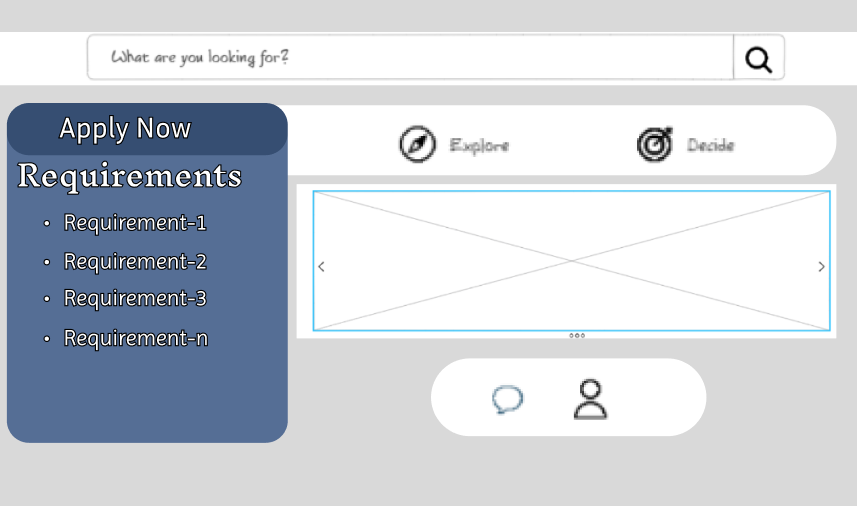 What are you looking for?
Apply Now
Explore
Decide
Requirements
• Requirement-1
• Requirement-2
• Requirement-3
• Requirement-n